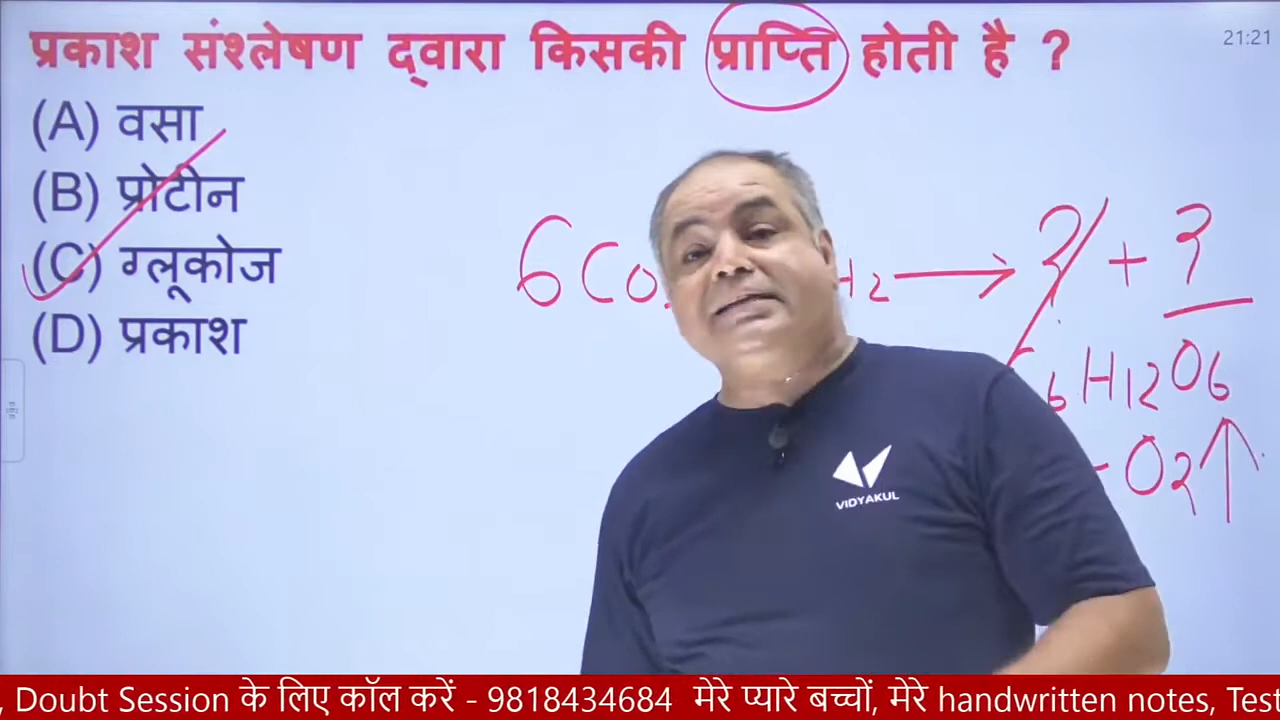 प्रकाश संश्लेषण द्वारा किसकी प्राप्ति होती है ?
21:21
(A) वसा
(B) प्रोटीन
(C) ग्लूकोज
(D) प्रकाश
6CO H2 → ? + ?
6H12O6
O2↑
VIDYAKUL
, Doubt Session के लिए कॉल करें - 9818434684 मेरे प्यारे बच्चों, मेरे handwritten notes, Test